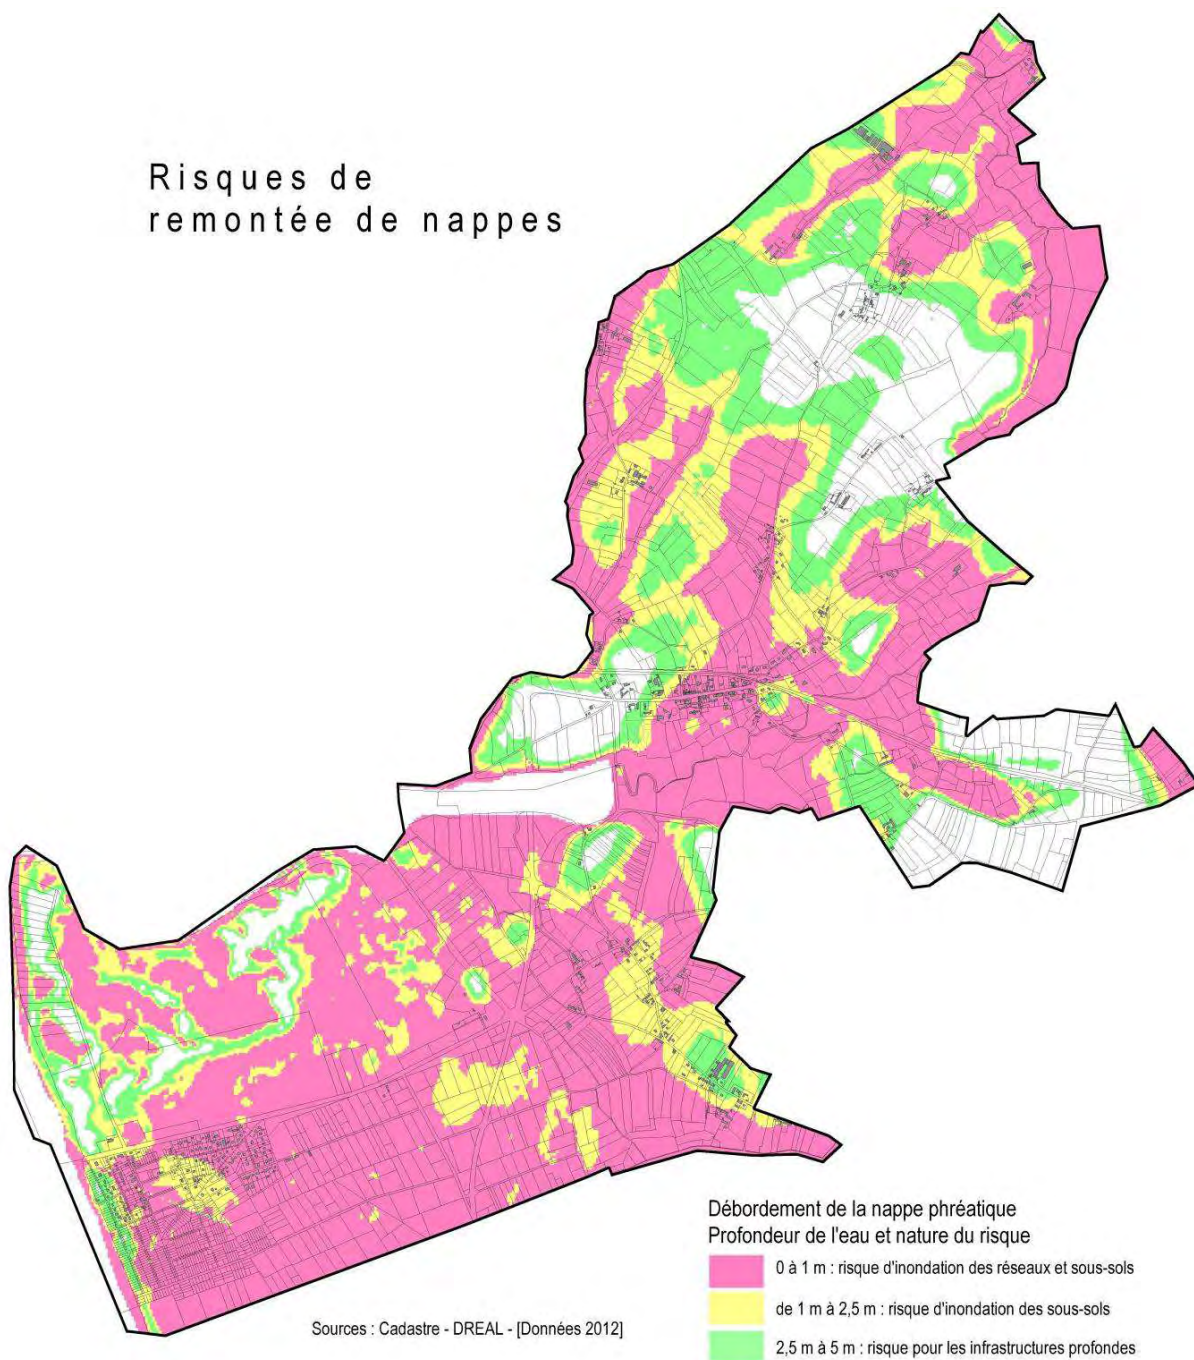 Risques de
remontée de nappes
Débordement de la nappe phréatique
Profondeur de l'eau et nature du risque
0 à 1 m : risque d'inondation des réseaux et sous-sols
de 1 m à 2,5 m : risque d'inondation des sous-sols
2,5 m à 5 m : risque pour les infrastructures profondes
Sources : Cadastre - DREAL - [Données 2012]